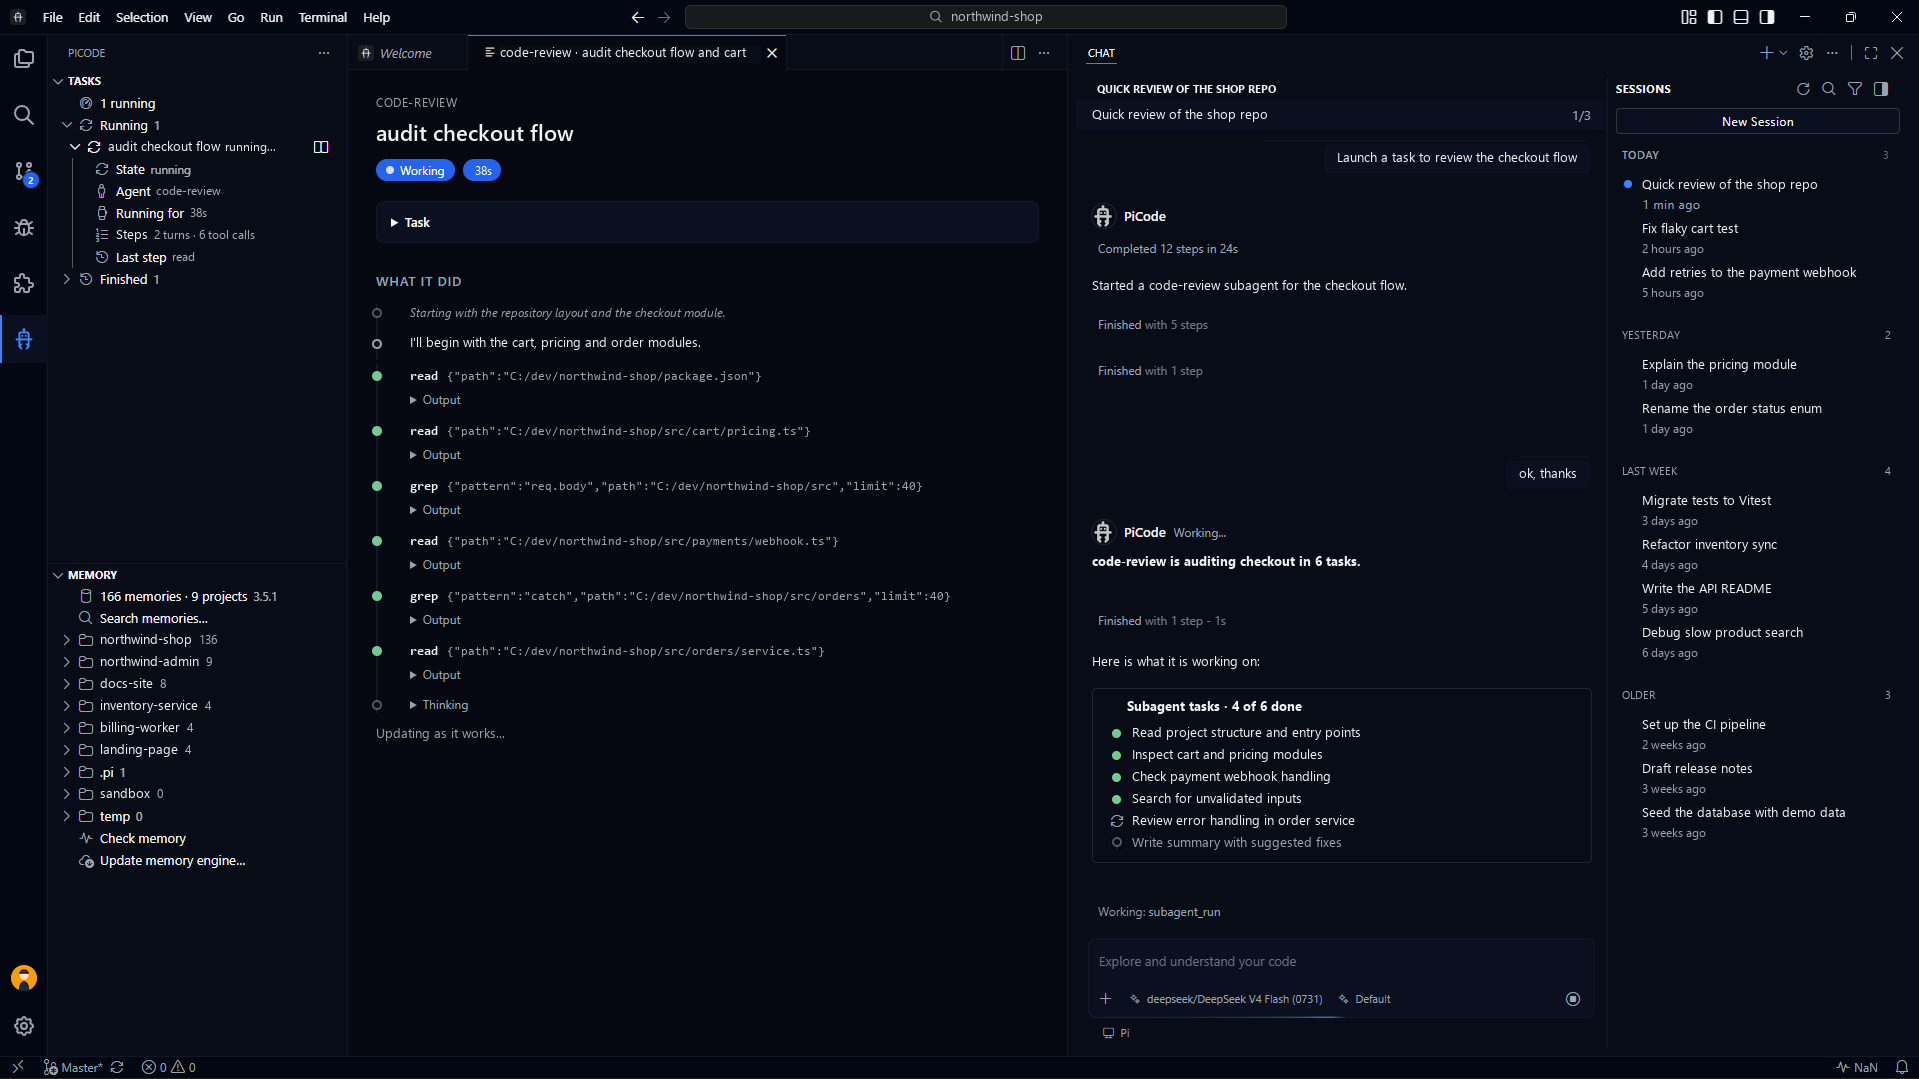 File Edit Selection View Go Run Terminal Help
northwind-shop
PICODE
TASKS
1 running
Running 1
audit checkout flow running...
State running
Agent code-review
Running for 38s
Steps 2 turns · 6 tool calls
Last step read
Finished 1
MEMORY
166 memories · 9 projects 3.5.1
Search memories...
northwind-shop 136
northwind-admin 9
docs-site 8
inventory-service 4
billing-worker 4
landing-page 4
.pi 1
sandbox 0
temp 0
Check memory
Update memory engine...
Welcome
code-review · audit checkout flow and cart
CODE-REVIEW
audit checkout flow
Working
38s
Task
WHAT IT DID
Starting with the repository layout and the checkout module.
I'll begin with the cart, pricing and order modules.
read {"path":"C:/dev/northwind-shop/package.json"}
Output
read {"path":"C:/dev/northwind-shop/src/cart/pricing.ts"}
Output
grep {"pattern":"req.body","path":"C:/dev/northwind-shop/src","limit":40}
Output
read {"path":"C:/dev/northwind-shop/src/payments/webhook.ts"}
Output
grep {"pattern":"catch","path":"C:/dev/northwind-shop/src/orders","limit":40}
Output
read {"path":"C:/dev/northwind-shop/src/orders/service.ts"}
Output
Thinking
Updating as it works...
CHAT
QUICK REVIEW OF THE SHOP REPO
Quick review of the shop repo 1/3
Launch a task to review the checkout flow
PiCode
Completed 12 steps in 24s
Started a code-review subagent for the checkout flow.
Finished with 5 steps
Finished with 1 step
ok, thanks
PiCode Working...
code-review is auditing checkout in 6 tasks.
Finished with 1 step - 1s
Here is what it is working on:
Subagent tasks · 4 of 6 done
Read project structure and entry points
Inspect cart and pricing modules
Check payment webhook handling
Search for unvalidated inputs
Review error handling in order service
Write summary with suggested fixes
Working: subagent_run
Explore and understand your code
deepseek/DeepSeek V4 Flash (0731) Default
Pi
SESSIONS
New Session
TODAY 3
Quick review of the shop repo
1 min ago
Fix flaky cart test
2 hours ago
Add retries to the payment webhook
5 hours ago
YESTERDAY 2
Explain the pricing module
1 day ago
Rename the order status enum
1 day ago
LAST WEEK 4
Migrate tests to Vitest
3 days ago
Refactor inventory sync
4 days ago
Write the API README
5 days ago
Debug slow product search
6 days ago
OLDER 3
Set up the CI pipeline
2 weeks ago
Draft release notes
3 weeks ago
Seed the database with demo data
3 weeks ago
2
Master* 0 0
NaN